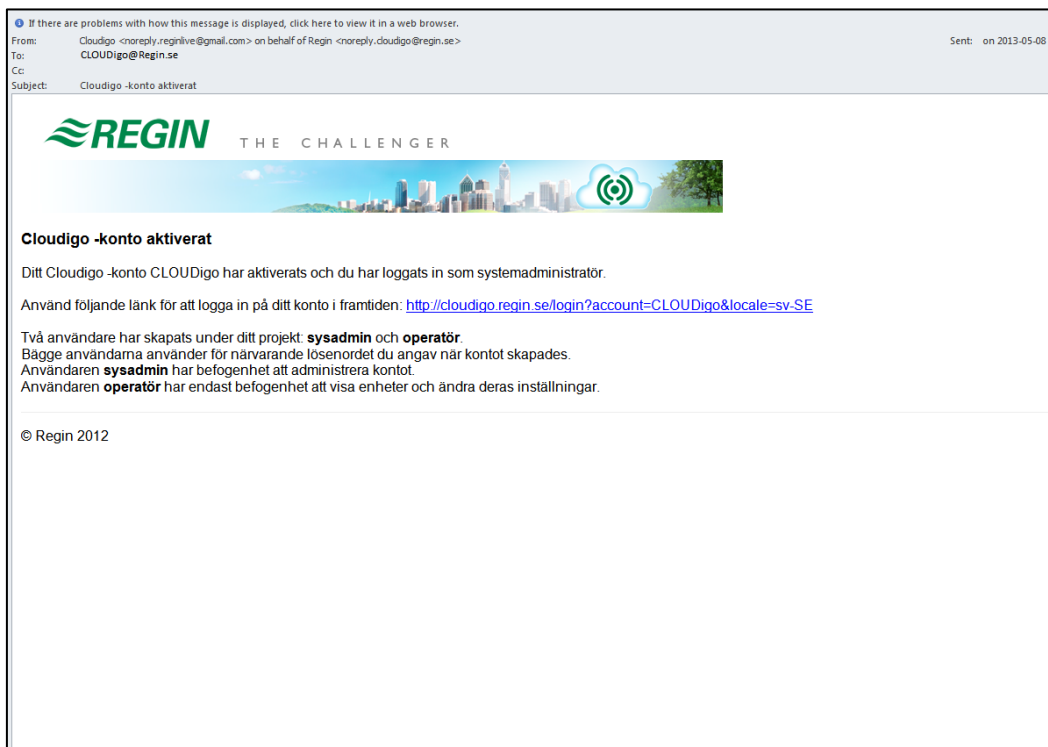 If there are problems with how this message is displayed, click here to view it in a web browser.
From: Cloudigo <noreply.reginlive@gmail.com> on behalf of Regin <noreply.cloudigo@regin.se> Sent: on 2013-05-08
To: CLOUDigo@Regin.se
Cc:
Subject: Cloudigo -konto aktiverat
REGIN THE CHALLENGER
Cloudigo -konto aktiverat
Ditt Cloudigo -konto CLOUDigo har aktiverats och du har loggats in som systemadministratör.
Använd följande länk för att logga in på ditt konto i framtiden: http://cloudigo.regin.se/login?account=CLOUDigo&locale=sv-SE
Två användare har skapats under ditt projekt: sysadmin och operatör.
Bägge användarna använder för närvarande lösenordet du angav när kontot skapades.
Användaren sysadmin har befogenhet att administrera kontot.
Användaren operatör har endast befogenhet att visa enheter och ändra deras inställningar.
© Regin 2012